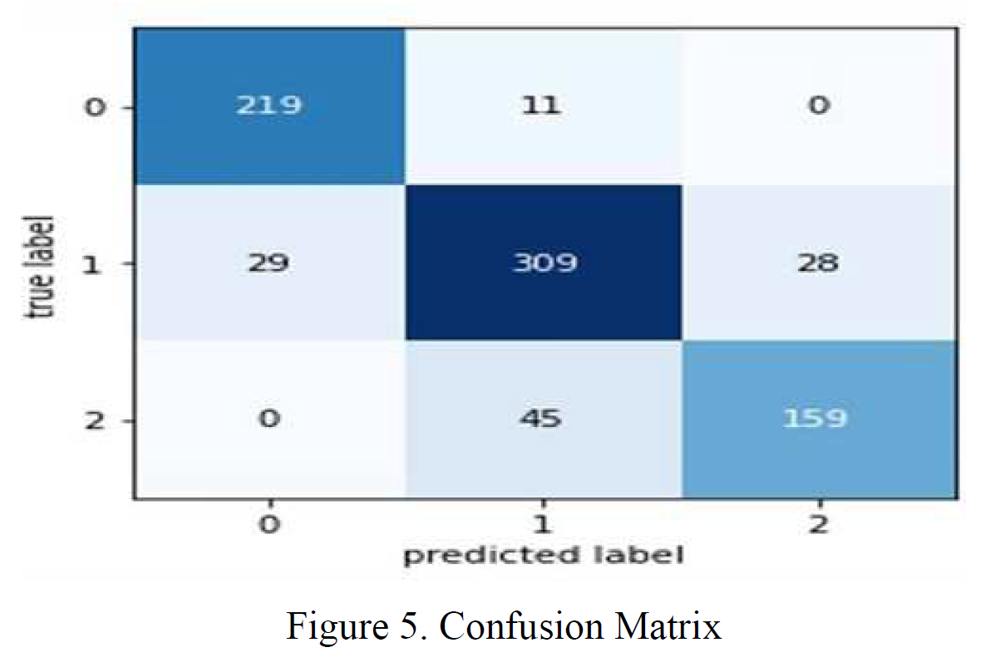 0 219 11 0
1 29 309 28
2 0 45 159
true label
0 1 2
predicted label
Figure 5. Confusion Matrix